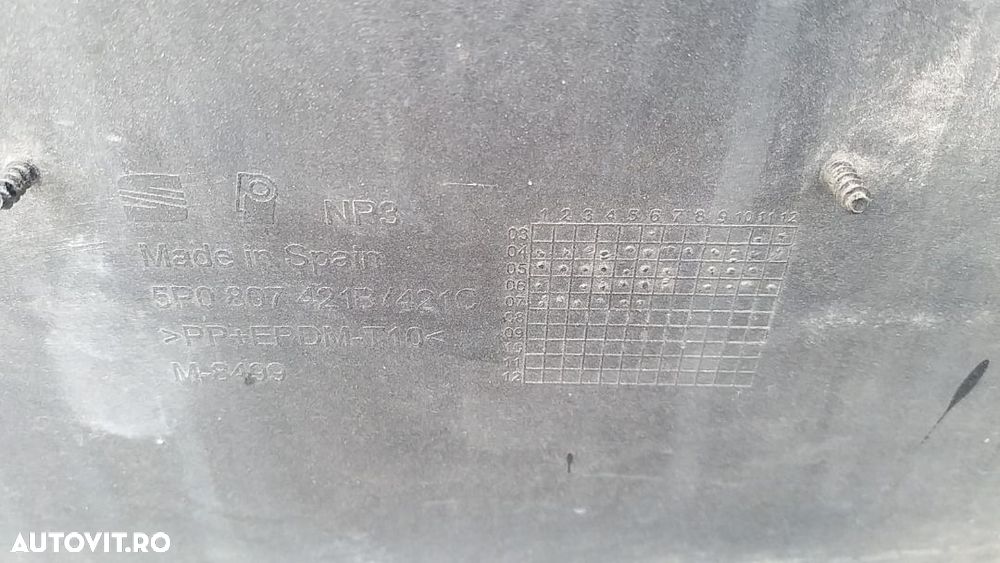 NP3
Made in Spain
5P0 807 421B/421C
>PP+EPDM-T10<
M-8499
1 2 3 4 5 6 7 8 9 10 11 12
03
04
05
06
07
08
09
10
11
12
AUTOVIT.RO